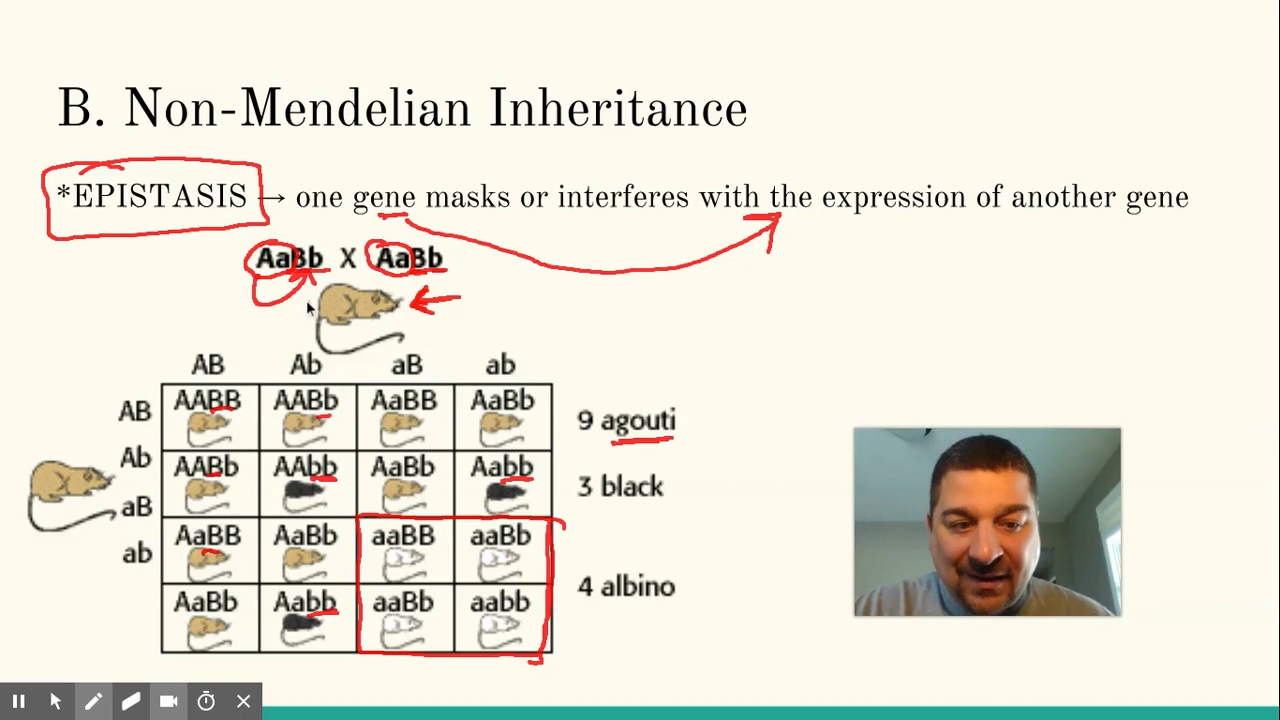 B. Non-Mendelian Inheritance
*EPISTASIS → one gene masks or interferes with the expression of another gene
AaBb X AaBb
AB Ab aB ab
AB AABB AABb AaBB AaBb 9 agouti
Ab AABb AAbb AaBb Aabb 3 black
aB
ab AaBB AaBb aaBB aaBb 4 albino
AaBb Aabb aaBb aabb